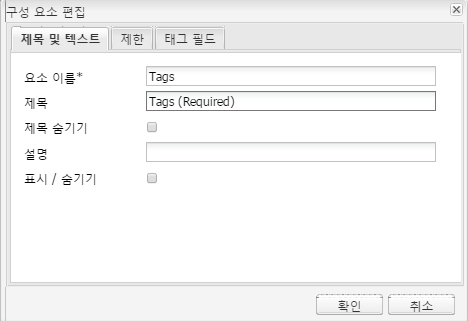 구성 요소 편집
제목 및 텍스트 제한 태그 필드
요소 이름* Tags
제목 Tags (Required)
제목 숨기기
설명
표시 / 숨기기
확인 취소